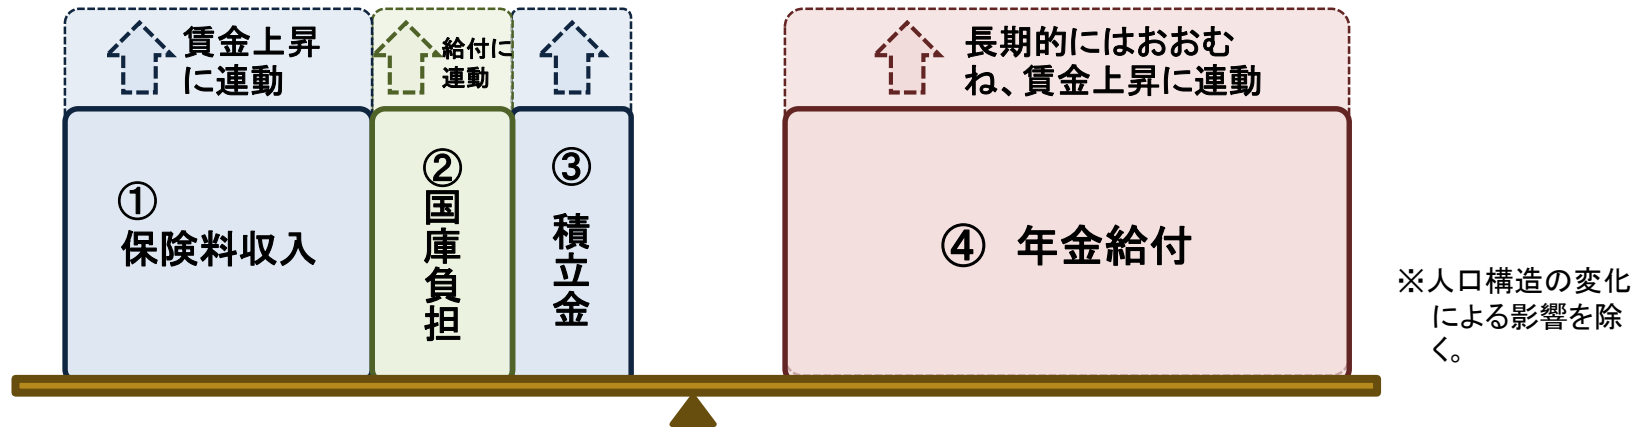 賃金上昇
に連動
給付に
連動
長期的にはおおむ
ね、賃金上昇に連動
①
保険料収入
②
国庫負担
③
積立金
④ 年金給付
※人口構造の変化
による影響を除
く。